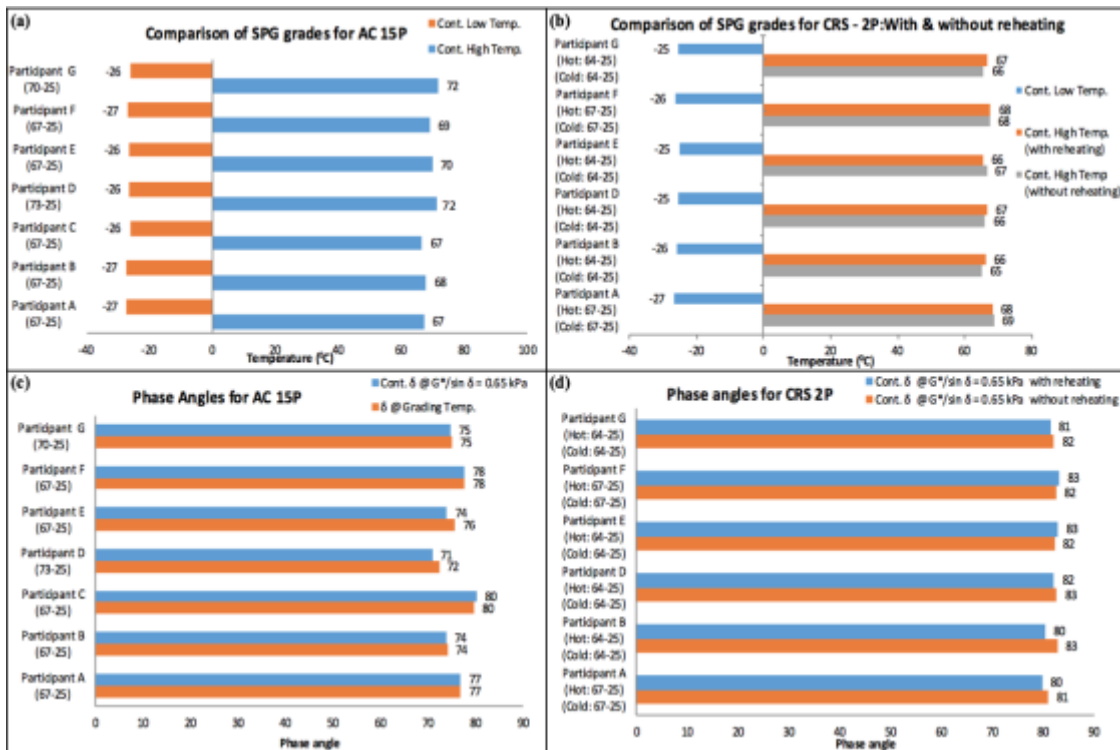 (a)
Comparison of SPG grades for AC 15P
Cont. Low Temp.
Cont. High Temp.
Participant G
(70-25)
-26
72
Participant F
(67-25)
-27
69
Participant E
(67-25)
-26
70
Participant D
(73-25)
-26
72
Participant C
(67-25)
-26
67
Participant B
(67-25)
-27
68
Participant A
(67-25)
-27
67
-40 -20 0 20 40 60 80 100
Temperature (⁰C)
(b)
Comparison of SPG grades for CRS - 2P:With & without reheating
Participant G
(Hot: 64-25)
(Cold: 64-25)
-25
67
66
Participant F
(Hot: 67-25)
(Cold: 67-25)
-26
68
68
Participant E
(Hot: 64-25)
(Cold: 64-25)
-25
66
67
Participant D
(Hot: 64-25)
(Cold: 64-25)
-25
67
66
Participant B
(Hot: 64-25)
(Cold: 64-25)
-26
66
65
Participant A
(Hot: 67-25)
(Cold: 67-25)
-27
68
69
Cont. Low Temp.
Cont. High Temp.
(with reheating)
Cont. High Temp
(without reheating)
-40 -20 0 20 40 60 80
Temperature (⁰C)
(c)
Phase Angles for AC 15P
Cont. δ @G*/sin δ = 0.65 kPa
δ @Grading Temp.
Participant G
(70-25)
75
75
Participant F
(67-25)
78
78
Participant E
(67-25)
74
76
Participant D
(73-25)
71
72
Participant C
(67-25)
80
80
Participant B
(67-25)
74
74
Participant A
(67-25)
77
77
0 10 20 30 40 50 60 70 80 90
Phase angle
(d)
Phase angles for CRS 2P
Cont. δ @G*/sin δ = 0.65 kPa with reheating
Cont. δ @G*/sin δ = 0.65 kPa without reheating
Participant G
(Hot: 64-25)
(Cold: 64-25)
81
82
Participant F
(Hot: 67-25)
(Cold: 67-25)
83
82
Participant E
(Hot: 64-25)
(Cold: 64-25)
83
82
Participant D
(Hot: 64-25)
(Cold: 64-25)
82
83
Participant B
(Hot: 64-25)
(Cold: 64-25)
80
83
Participant A
(Hot: 67-25)
(Cold: 67-25)
80
81
0 10 20 30 40 50 60 70 80 90
Phase angle